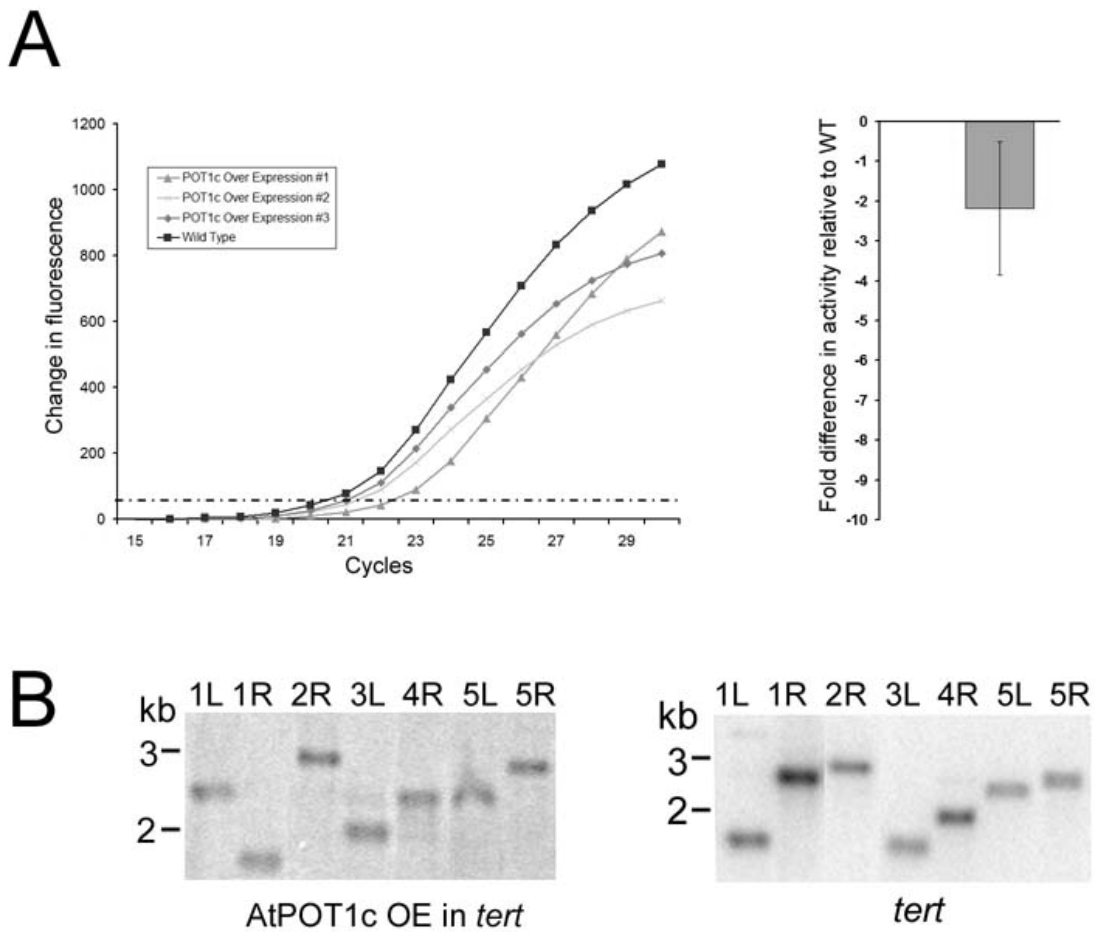 A
1200
1000
800
600
400
200
0
15 17 19 21 23 25 27 29
Change in fluorescence
Cycles
POT1c Over Expression #1
POT1c Over Expression #2
POT1c Over Expression #3
Wild Type
Fold difference in activity relative to WT
0
-1
-2
-3
-4
-5
-6
-7
-8
-9
-10
B
1L 1R 2R 3L 4R 5L 5R
kb
3
2
AtPOT1c OE in tert
1L 1R 2R 3L 4R 5L 5R
kb
3
2
tert